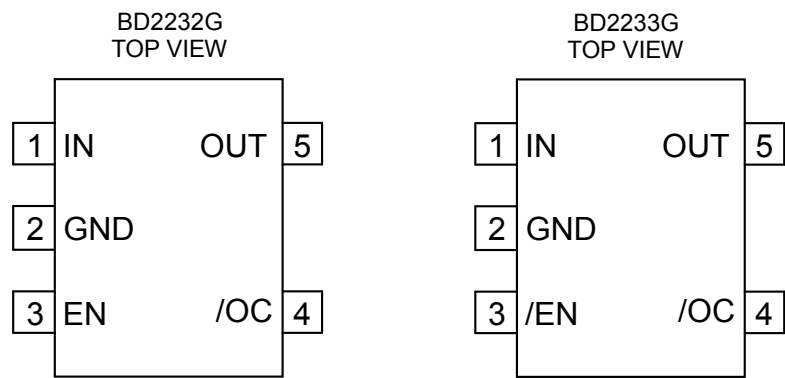 BD2232G
TOP VIEW
1 IN OUT 5
2 GND
3 EN /OC 4
BD2233G
TOP VIEW
1 IN OUT 5
2 GND
3 /EN /OC 4